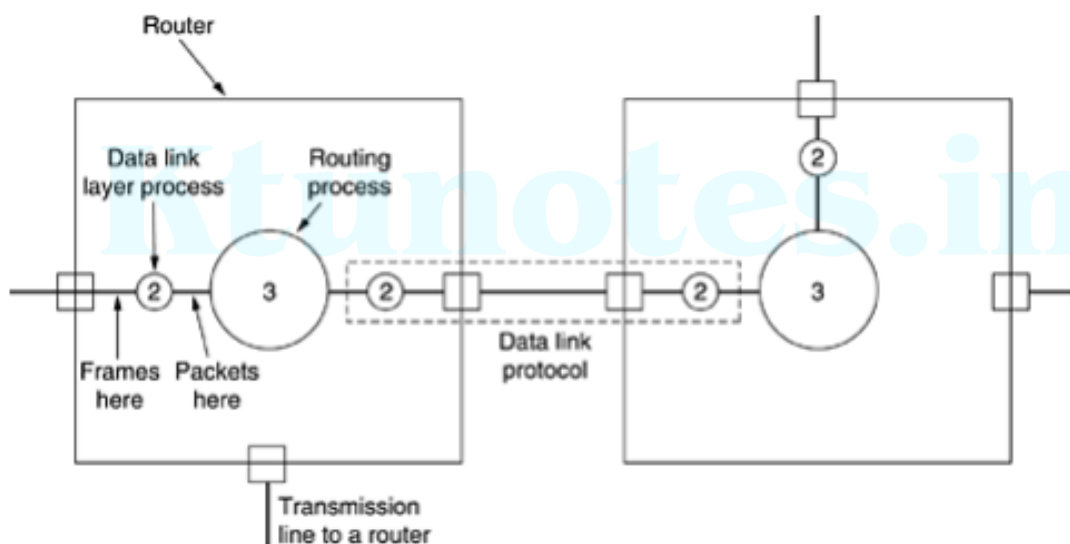 Router
Data link
layer process
Routing
process
2
2
3
2
2
3
Frames
here
Packets
here
Data link
protocol
Transmission
line to a router
Ktunotes.in